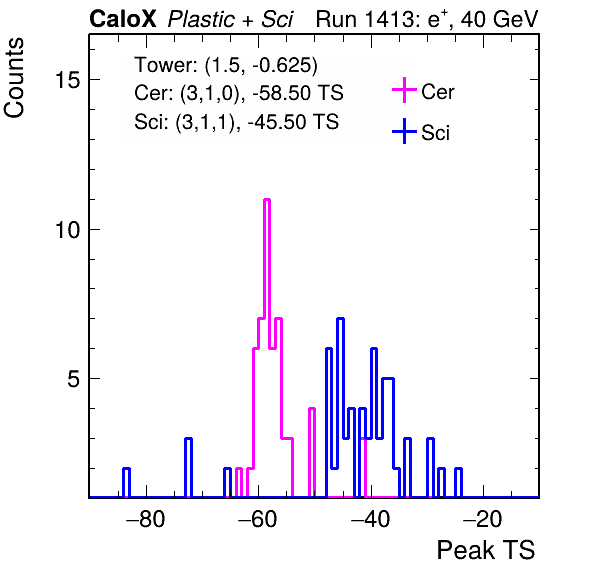 CaloX Plastic + Sci Run 1413: e⁺, 40 GeV
Counts
Tower: (1.5, -0.625)
Cer: (3,1,0), -58.50 TS
Sci: (3,1,1), -45.50 TS
Cer
Sci
15
10
5
−80 −60 −40 −20
Peak TS